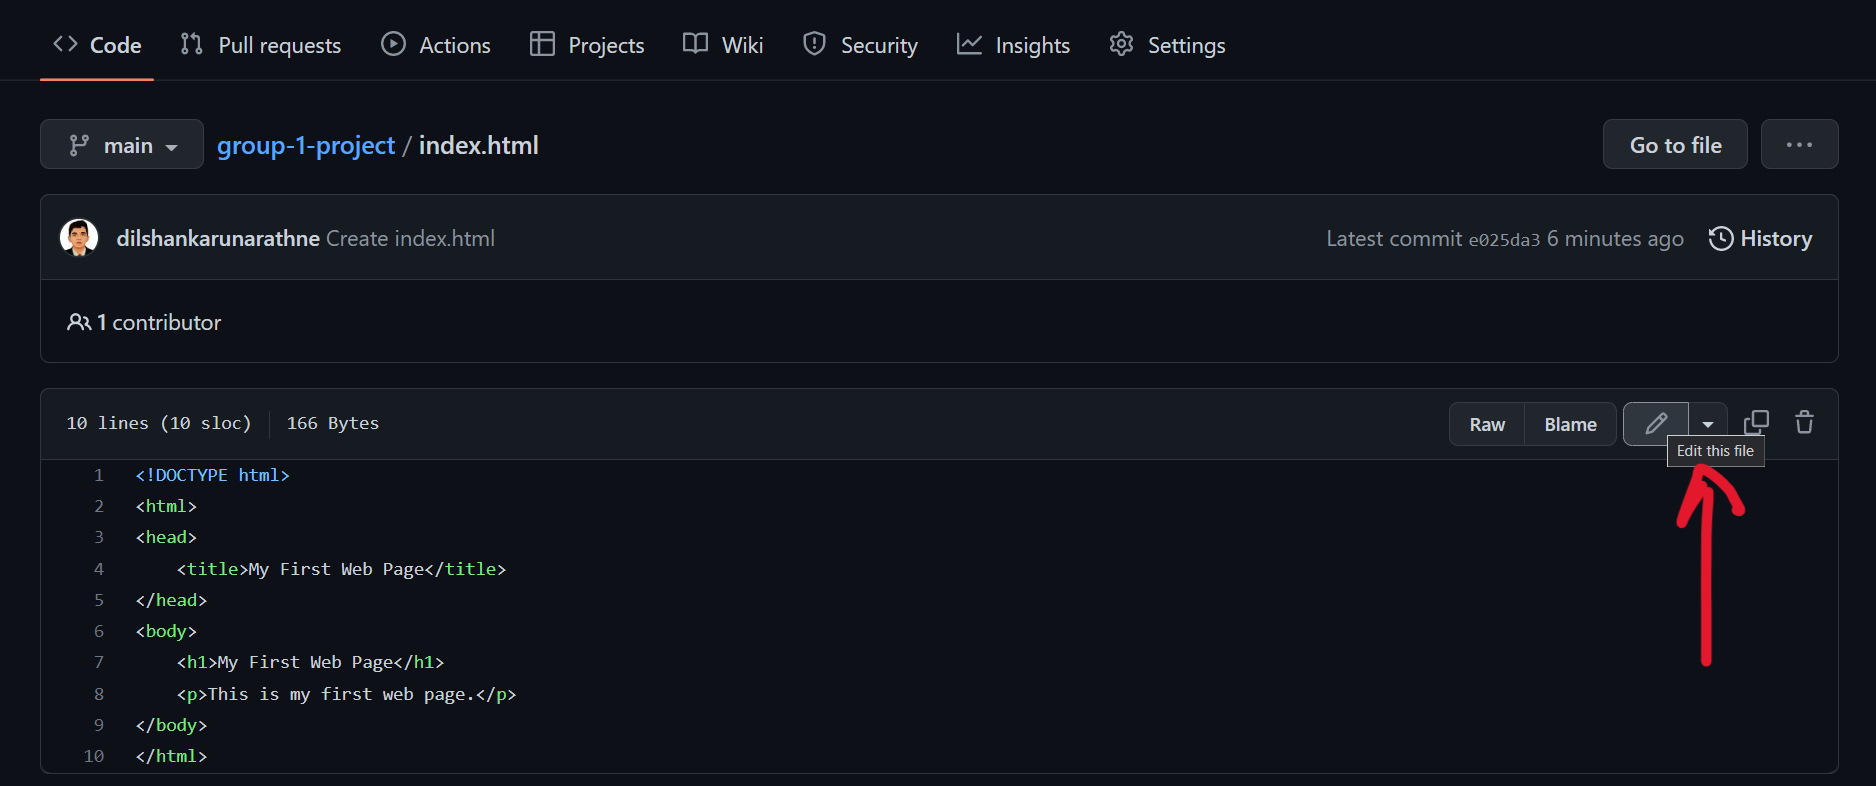 Code Pull requests Actions Projects Wiki Security Insights Settings
main group-1-project / index.html Go to file ...
dilshankarunarathne Create index.html Latest commit e025da3 6 minutes ago History
1 contributor
10 lines (10 sloc) 166 Bytes Raw Blame
Edit this file
1 <!DOCTYPE html>
2 <html>
3 <head>
4     <title>My First Web Page</title>
5 </head>
6 <body>
7     <h1>My First Web Page</h1>
8     <p>This is my first web page.</p>
9 </body>
10 </html>